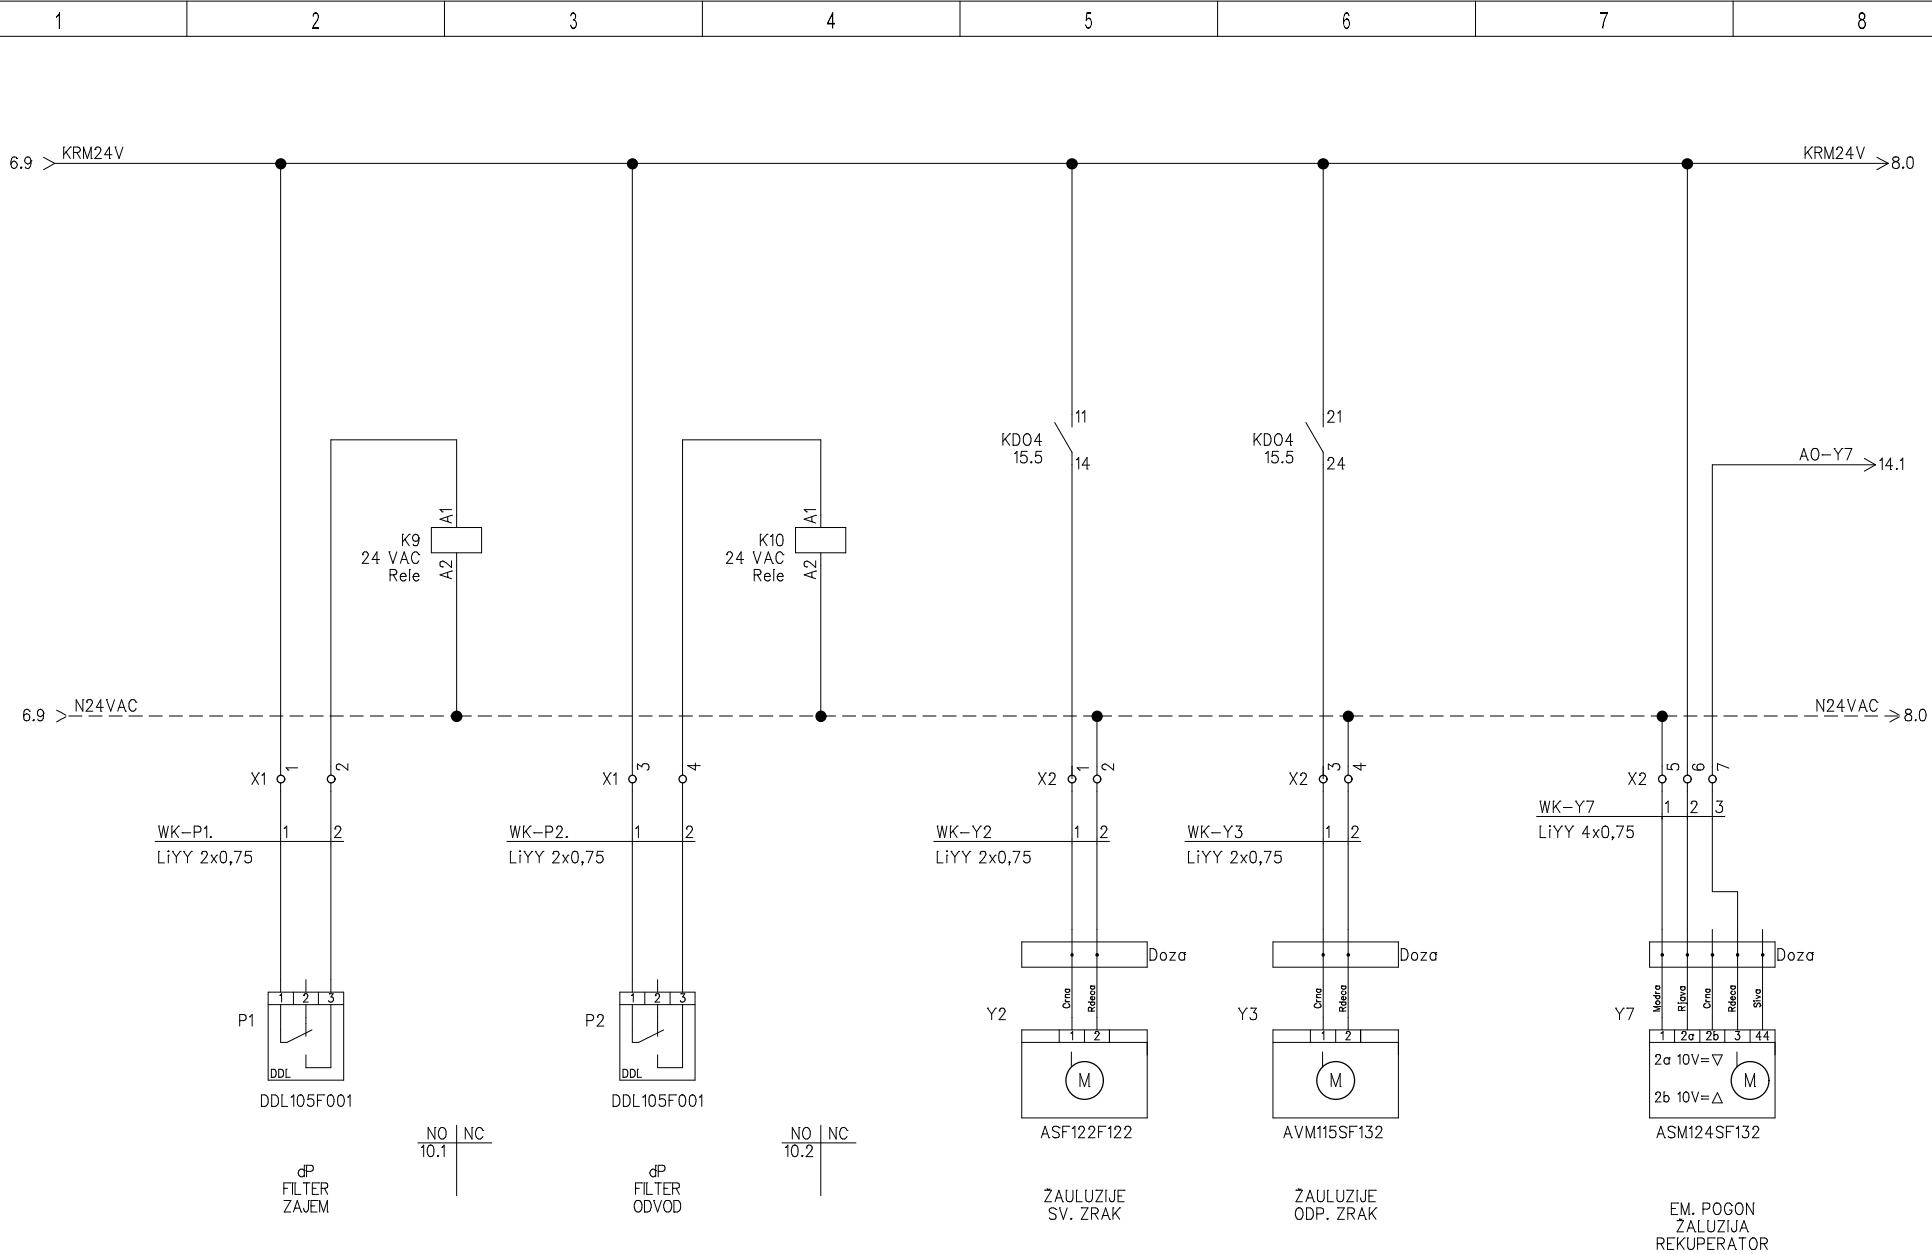 1 2 3 4 5 6 7 8
6.9 KRM24V KRM24V 8.0
11 21
KDO4 KDO4
15.5 15.5
14 24
AO-Y7 14.1
A1 A1
K9 K10
24 VAC 24 VAC
Rele Rele
A2 A2
6.9 N24VAC N24VAC 8.0
X1 1 2 X1 3 4 X2 1 2 X2 3 4 X2 5 6 7
WK-Y7 1 2 3
LiYY 4x0,75
WK-P1. 1 2 WK-P2. 1 2 WK-Y2 1 2 WK-Y3 1 2
LiYY 2x0,75 LiYY 2x0,75 LiYY 2x0,75 LiYY 2x0,75
Doza Doza Doza
Crna Rdeca Crna Rdeca Modra Rjava Crna Rdeca Siva
1 2 3 1 2 3
P1 P2 Y2 Y3 Y7
1 2 1 2 1 2a 2b 3 44
2a 10V=▽
M M M
DDL DDL
2b 10V=△
DDL105F001 DDL105F001
ASF122F122 AVM115SF132 ASM124SF132
NO NC NO NC
10.1 10.2
dP
FILTER
ZAJEM
dP
FILTER
ODVOD
ŽAULUZIJE
SV. ZRAK
ŽAULUZIJE
ODP. ZRAK
EM. POGON
ŽALUZIJA
REKUPERATOR